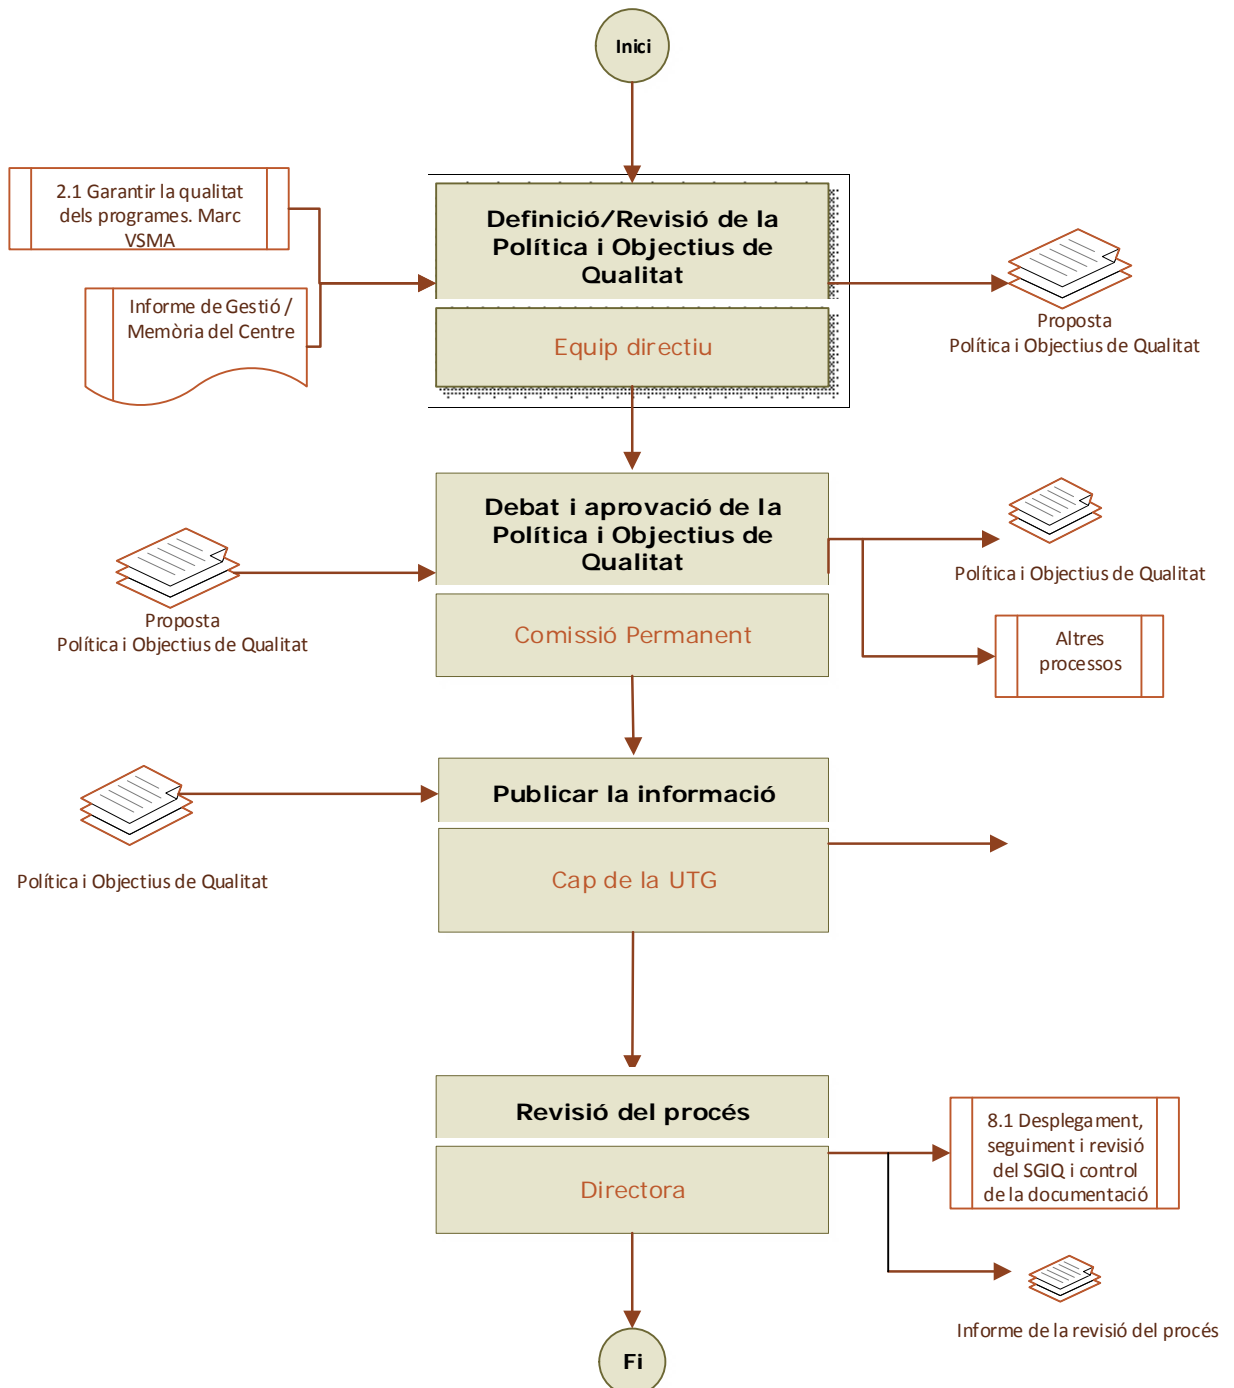 Inici
2.1 Garantir la qualitat
dels programes. Marc
VSMA
Informe de Gestió /
Memòria del Centre
Definició/Revisió de la
Política i Objectius de
Qualitat
Equip directiu
Proposta
Política i Objectius de Qualitat
Proposta
Política i Objectius de Qualitat
Debat i aprovació de la
Política i Objectius de
Qualitat
Comissió Permanent
Política i Objectius de Qualitat
Altres
processos
Política i Objectius de Qualitat
Publicar la informació
Cap de la UTG
Revisió del procés
Directora
8.1 Desplegament,
seguiment i revisió
del SGIQ i control
de la documentació
Informe de la revisió del procés
Fi